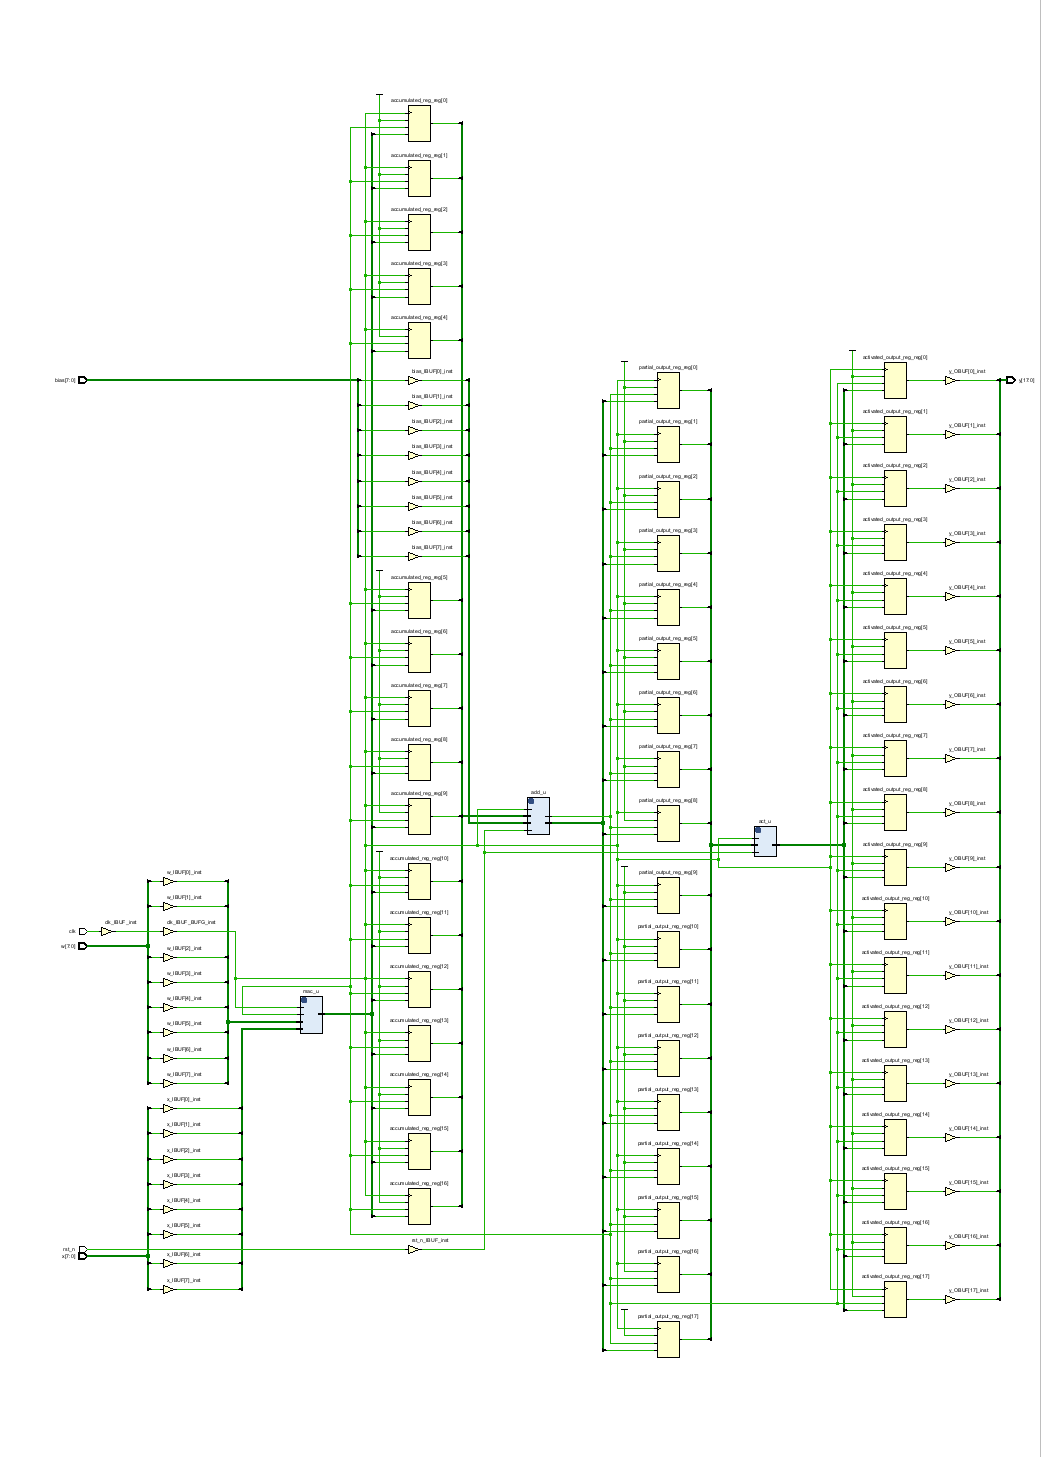 accumulated_reg_reg[0]
accumulated_reg_reg[1]
accumulated_reg_reg[2]
accumulated_reg_reg[3]
accumulated_reg_reg[4]
bias[7:0]
bias_IBUF[0]_inst
bias_IBUF[1]_inst
bias_IBUF[2]_inst
bias_IBUF[3]_inst
bias_IBUF[4]_inst
bias_IBUF[5]_inst
bias_IBUF[6]_inst
bias_IBUF[7]_inst
accumulated_reg_reg[5]
accumulated_reg_reg[6]
accumulated_reg_reg[7]
accumulated_reg_reg[8]
accumulated_reg_reg[9]
accumulated_reg_reg[10]
accumulated_reg_reg[11]
accumulated_reg_reg[12]
accumulated_reg_reg[13]
accumulated_reg_reg[14]
accumulated_reg_reg[15]
accumulated_reg_reg[16]
rst_n_IBUF_inst
w_IBUF[0]_inst
w_IBUF[1]_inst
clk
clk_IBUF_inst
clk_IBUF_BUFG_inst
w[7:0]
w_IBUF[2]_inst
w_IBUF[3]_inst
w_IBUF[4]_inst
w_IBUF[5]_inst
w_IBUF[6]_inst
w_IBUF[7]_inst
mac_u
x_IBUF[0]_inst
x_IBUF[1]_inst
x_IBUF[2]_inst
x_IBUF[3]_inst
x_IBUF[4]_inst
x_IBUF[5]_inst
rst_n
x[7:0]
x_IBUF[6]_inst
x_IBUF[7]_inst
add_u
partial_output_reg_reg[0]
partial_output_reg_reg[1]
partial_output_reg_reg[2]
partial_output_reg_reg[3]
partial_output_reg_reg[4]
partial_output_reg_reg[5]
partial_output_reg_reg[6]
partial_output_reg_reg[7]
partial_output_reg_reg[8]
partial_output_reg_reg[9]
partial_output_reg_reg[10]
partial_output_reg_reg[11]
partial_output_reg_reg[12]
partial_output_reg_reg[13]
partial_output_reg_reg[14]
partial_output_reg_reg[15]
partial_output_reg_reg[16]
partial_output_reg_reg[17]
act_u
activated_output_reg_reg[0]
activated_output_reg_reg[1]
activated_output_reg_reg[2]
activated_output_reg_reg[3]
activated_output_reg_reg[4]
activated_output_reg_reg[5]
activated_output_reg_reg[6]
activated_output_reg_reg[7]
activated_output_reg_reg[8]
activated_output_reg_reg[9]
activated_output_reg_reg[10]
activated_output_reg_reg[11]
activated_output_reg_reg[12]
activated_output_reg_reg[13]
activated_output_reg_reg[14]
activated_output_reg_reg[15]
activated_output_reg_reg[16]
activated_output_reg_reg[17]
y_OBUF[0]_inst
y_OBUF[1]_inst
y_OBUF[2]_inst
y_OBUF[3]_inst
y_OBUF[4]_inst
y_OBUF[5]_inst
y_OBUF[6]_inst
y_OBUF[7]_inst
y_OBUF[8]_inst
y_OBUF[9]_inst
y_OBUF[10]_inst
y_OBUF[11]_inst
y_OBUF[12]_inst
y_OBUF[13]_inst
y_OBUF[14]_inst
y_OBUF[15]_inst
y_OBUF[16]_inst
y_OBUF[17]_inst
y[17:0]